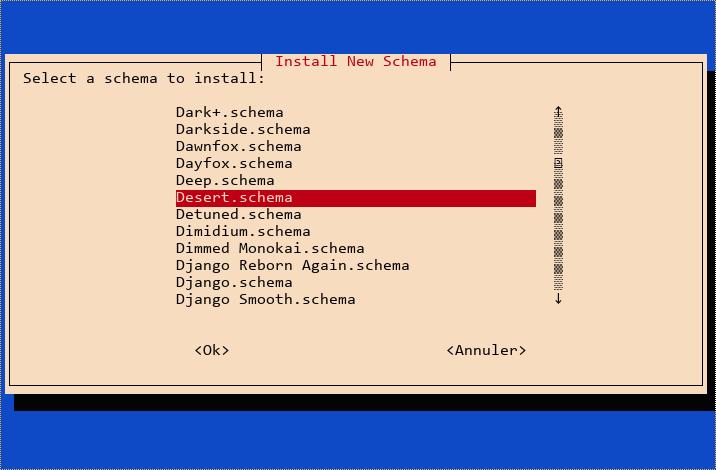 Install New Schema
Select a schema to install:
Dark+.schema
Darkside.schema
Dawnfox.schema
Dayfox.schema
Deep.schema
Desert.schema
Detuned.schema
Dimidium.schema
Dimmed Monokai.schema
Django Reborn Again.schema
Django.schema
Django Smooth.schema
<Ok> <Annuler>